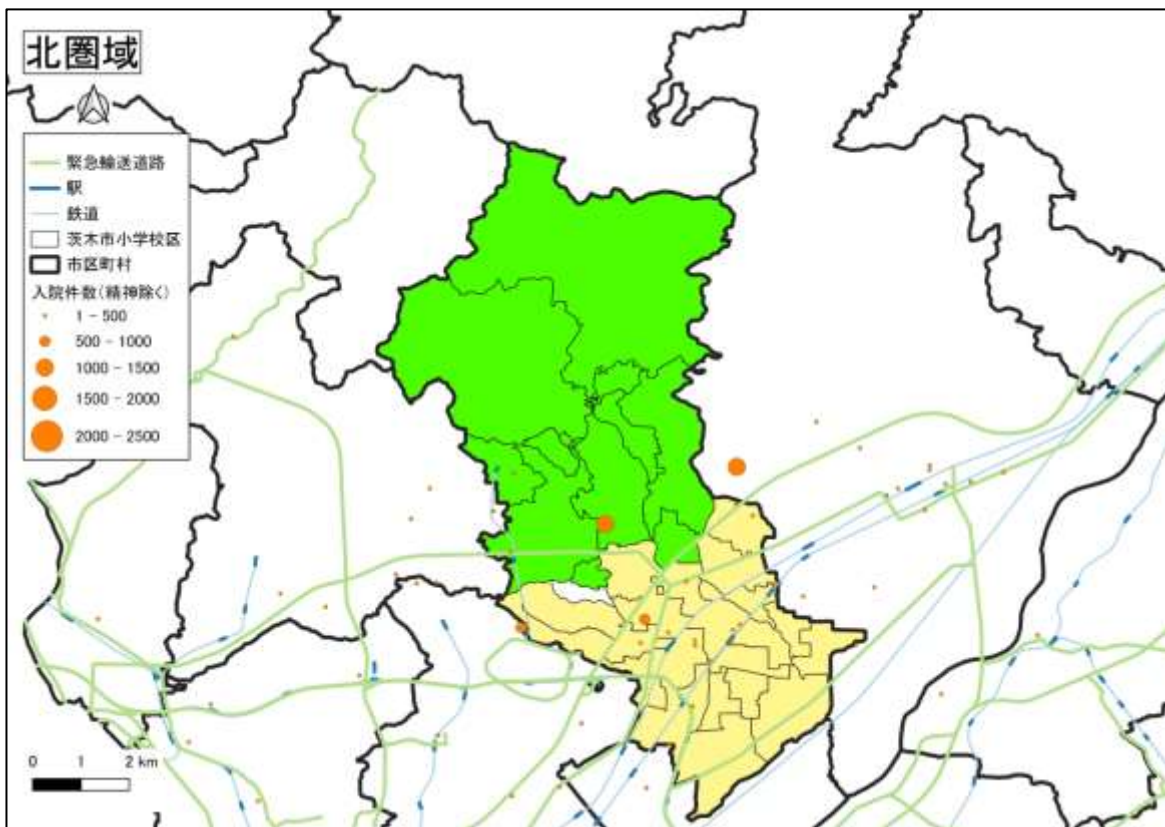 北圏域
緊急輸送道路
駅
鉄道
茨木市小学校区
市区町村
入院件数(精神除く)
1 - 500
500 - 1000
1000 - 1500
1500 - 2000
2000 - 2500
0 1 2 km